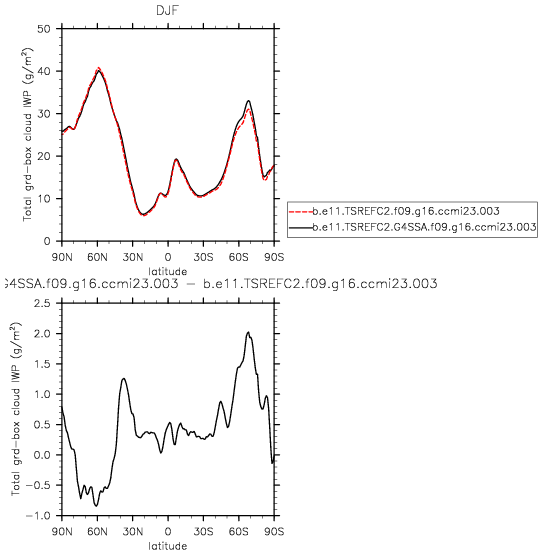 DJF
Total grd-box cloud IWP (g/m²)
50
40
30
20
10
0
90N 60N 30N 0 30S 60S 90S
latitude
b.e11.TSREFC2.f09.g16.ccmi23.003
b.e11.TSREFC2.G4SSA.f09.g16.ccmi23.003
G4SSA.f09.g16.ccmi23.003 − b.e11.TSREFC2.f09.g16.ccmi23.003
Total grd-box cloud IWP (g/m²)
2.5
2.0
1.5
1.0
0.5
0.0
−0.5
−1.0
90N 60N 30N 0 30S 60S 90S
latitude